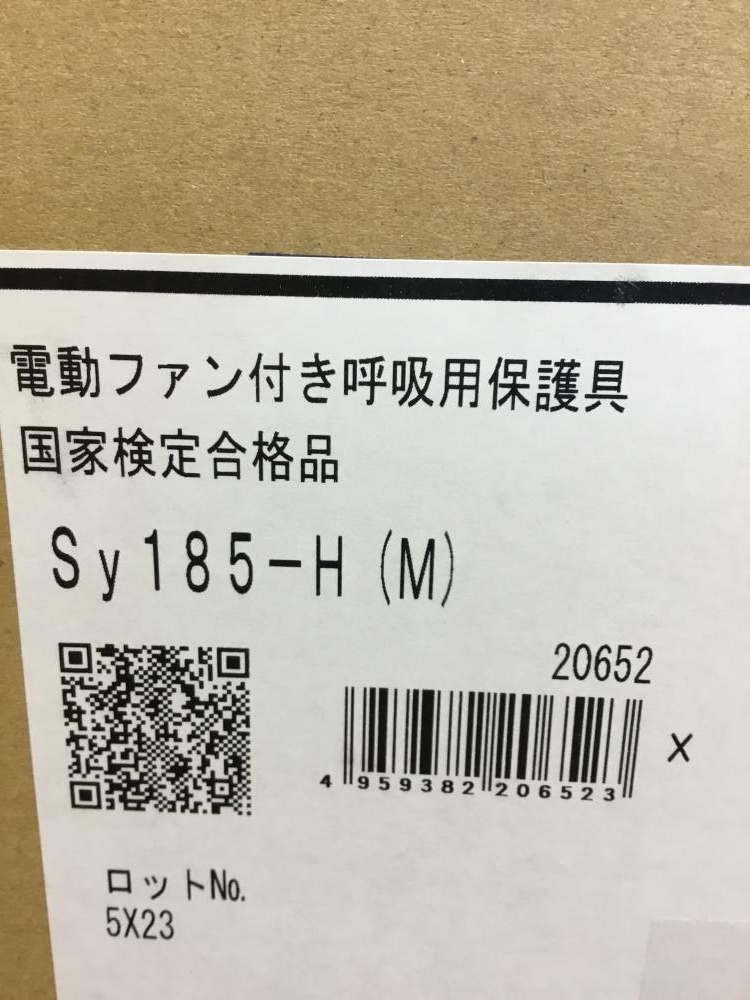 電動ファン付き呼吸用保護具
国家検定合格品
Sy185-H(M)
20652
X
4 959382 206523
ロットNo.
5X23